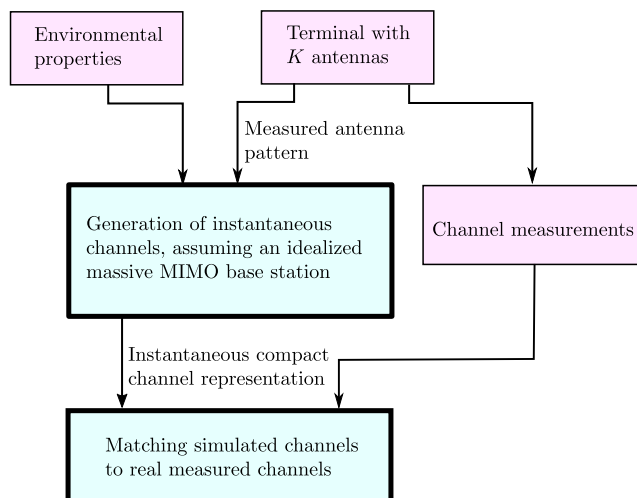 Environmental
properties
Terminal with
K antennas
Measured antenna
pattern
Generation of instantaneous
channels, assuming an idealized
massive MIMO base station
Channel measurements
Instantaneous compact
channel representation
Matching simulated channels
to real measured channels